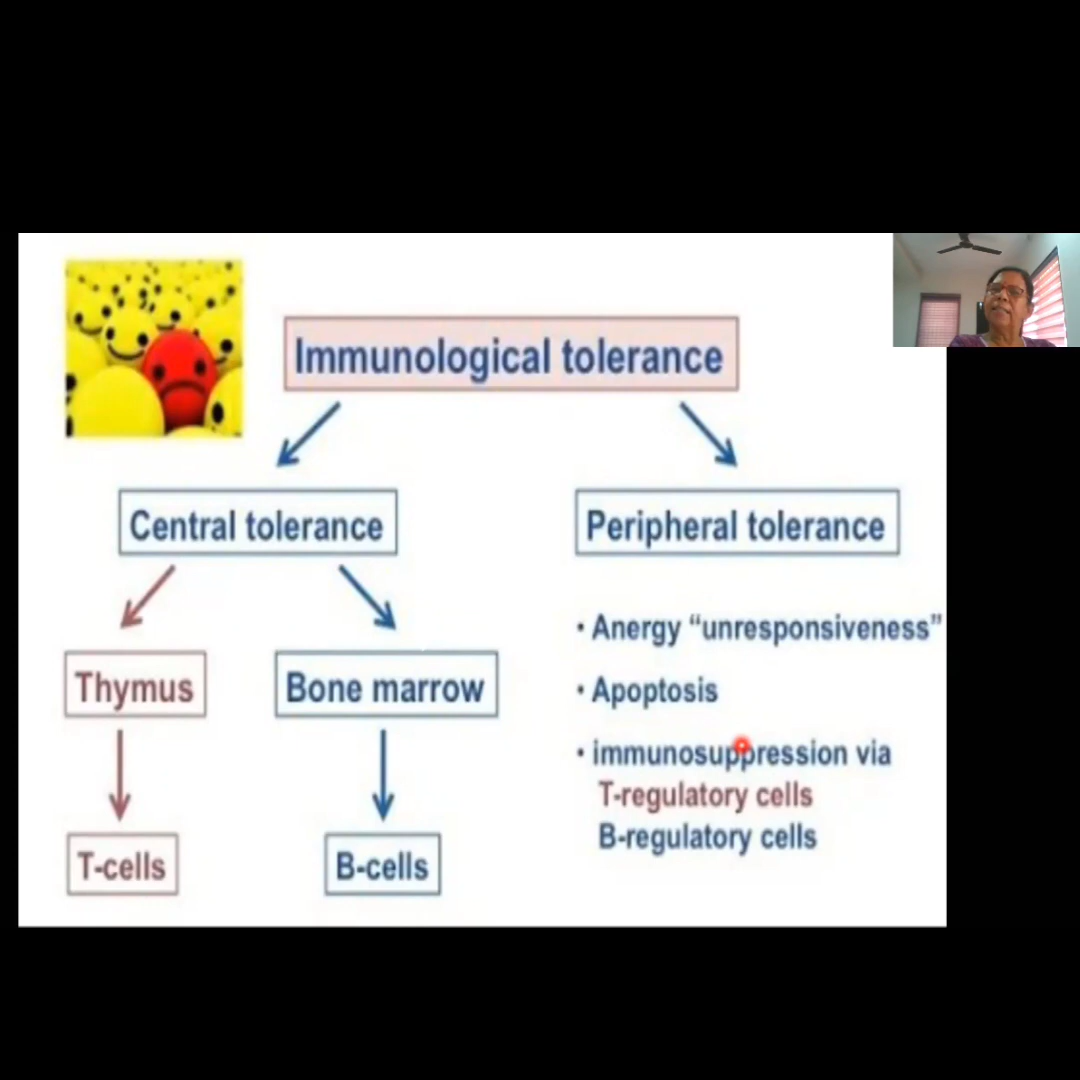 Immunological tolerance
Central tolerance
Peripheral tolerance
Thymus
Bone marrow
T-cells
B-cells
· Anergy “unresponsiveness”
· Apoptosis
· immunosuppression via
T-regulatory cells
B-regulatory cells